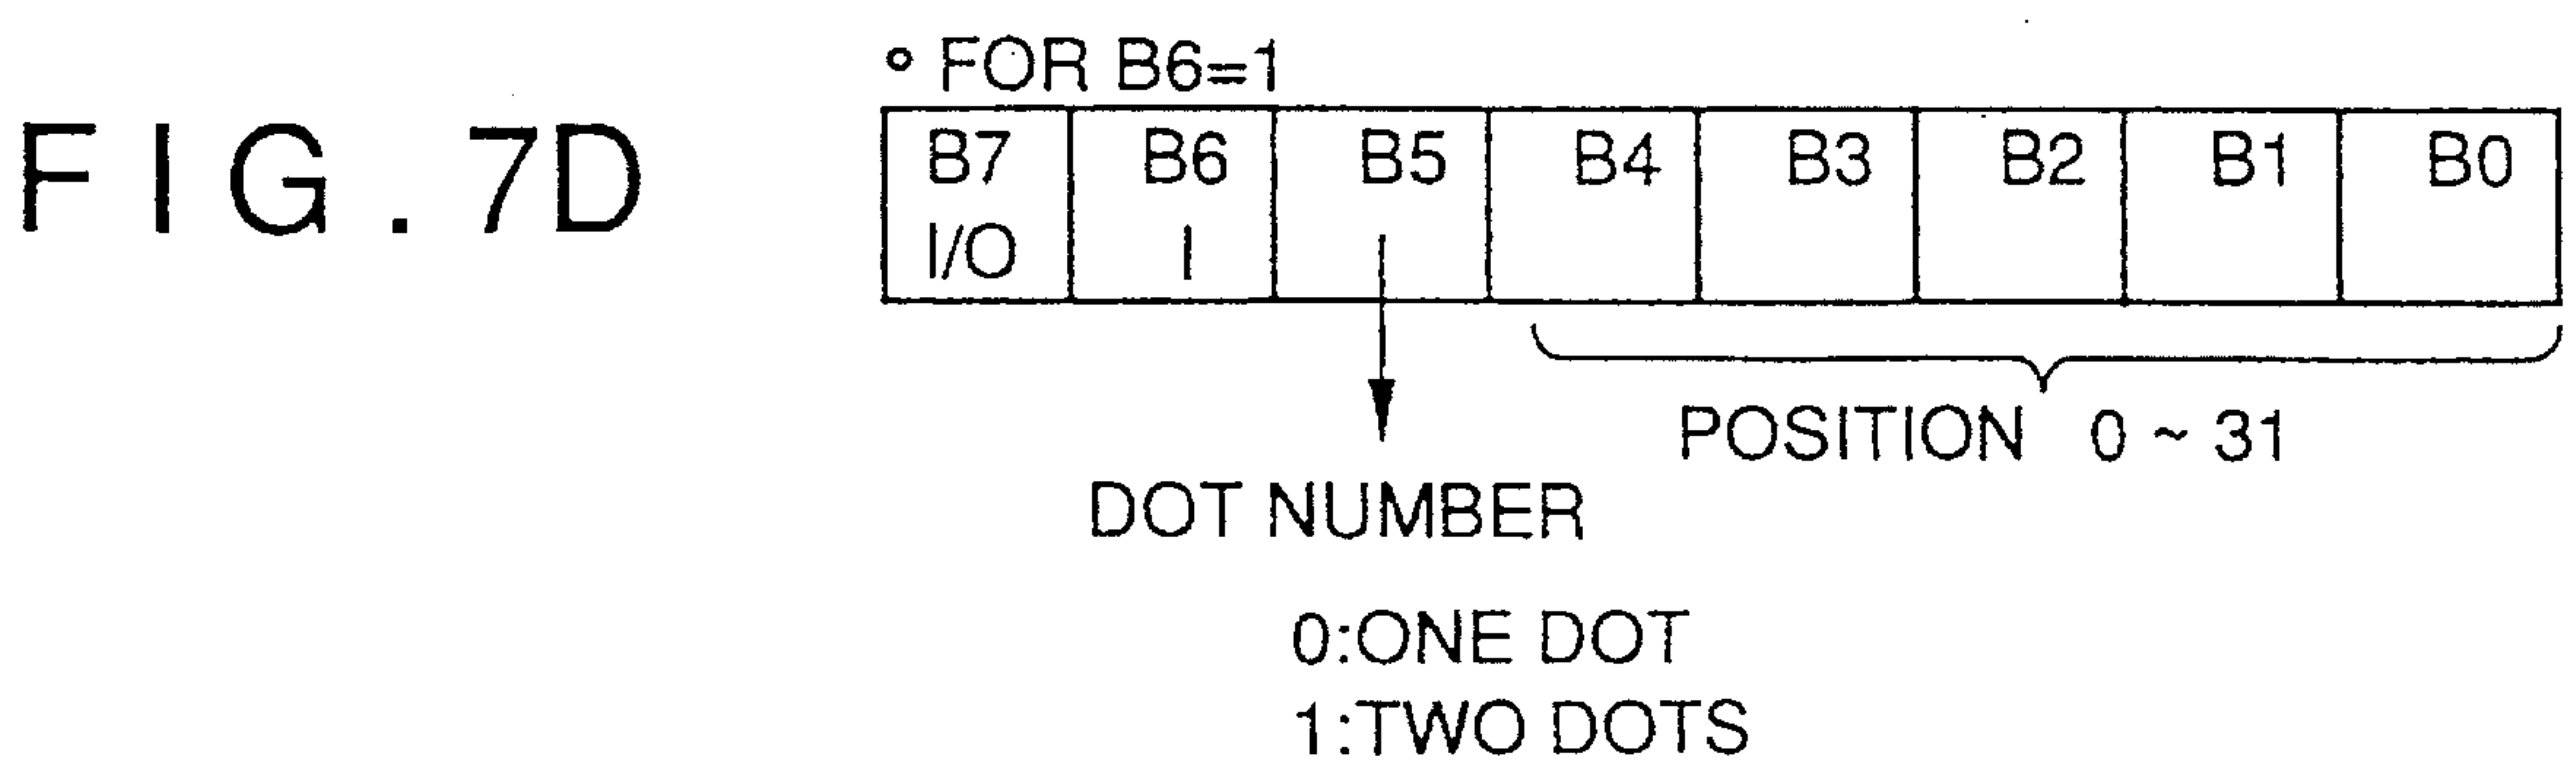 ° FOR B6=1
FIG.7D
B7 B6 B5 B4 B3 B2 B1 B0
I/O I
POSITION 0 ~ 31
DOT NUMBER
0:ONE DOT
1:TWO DOTS